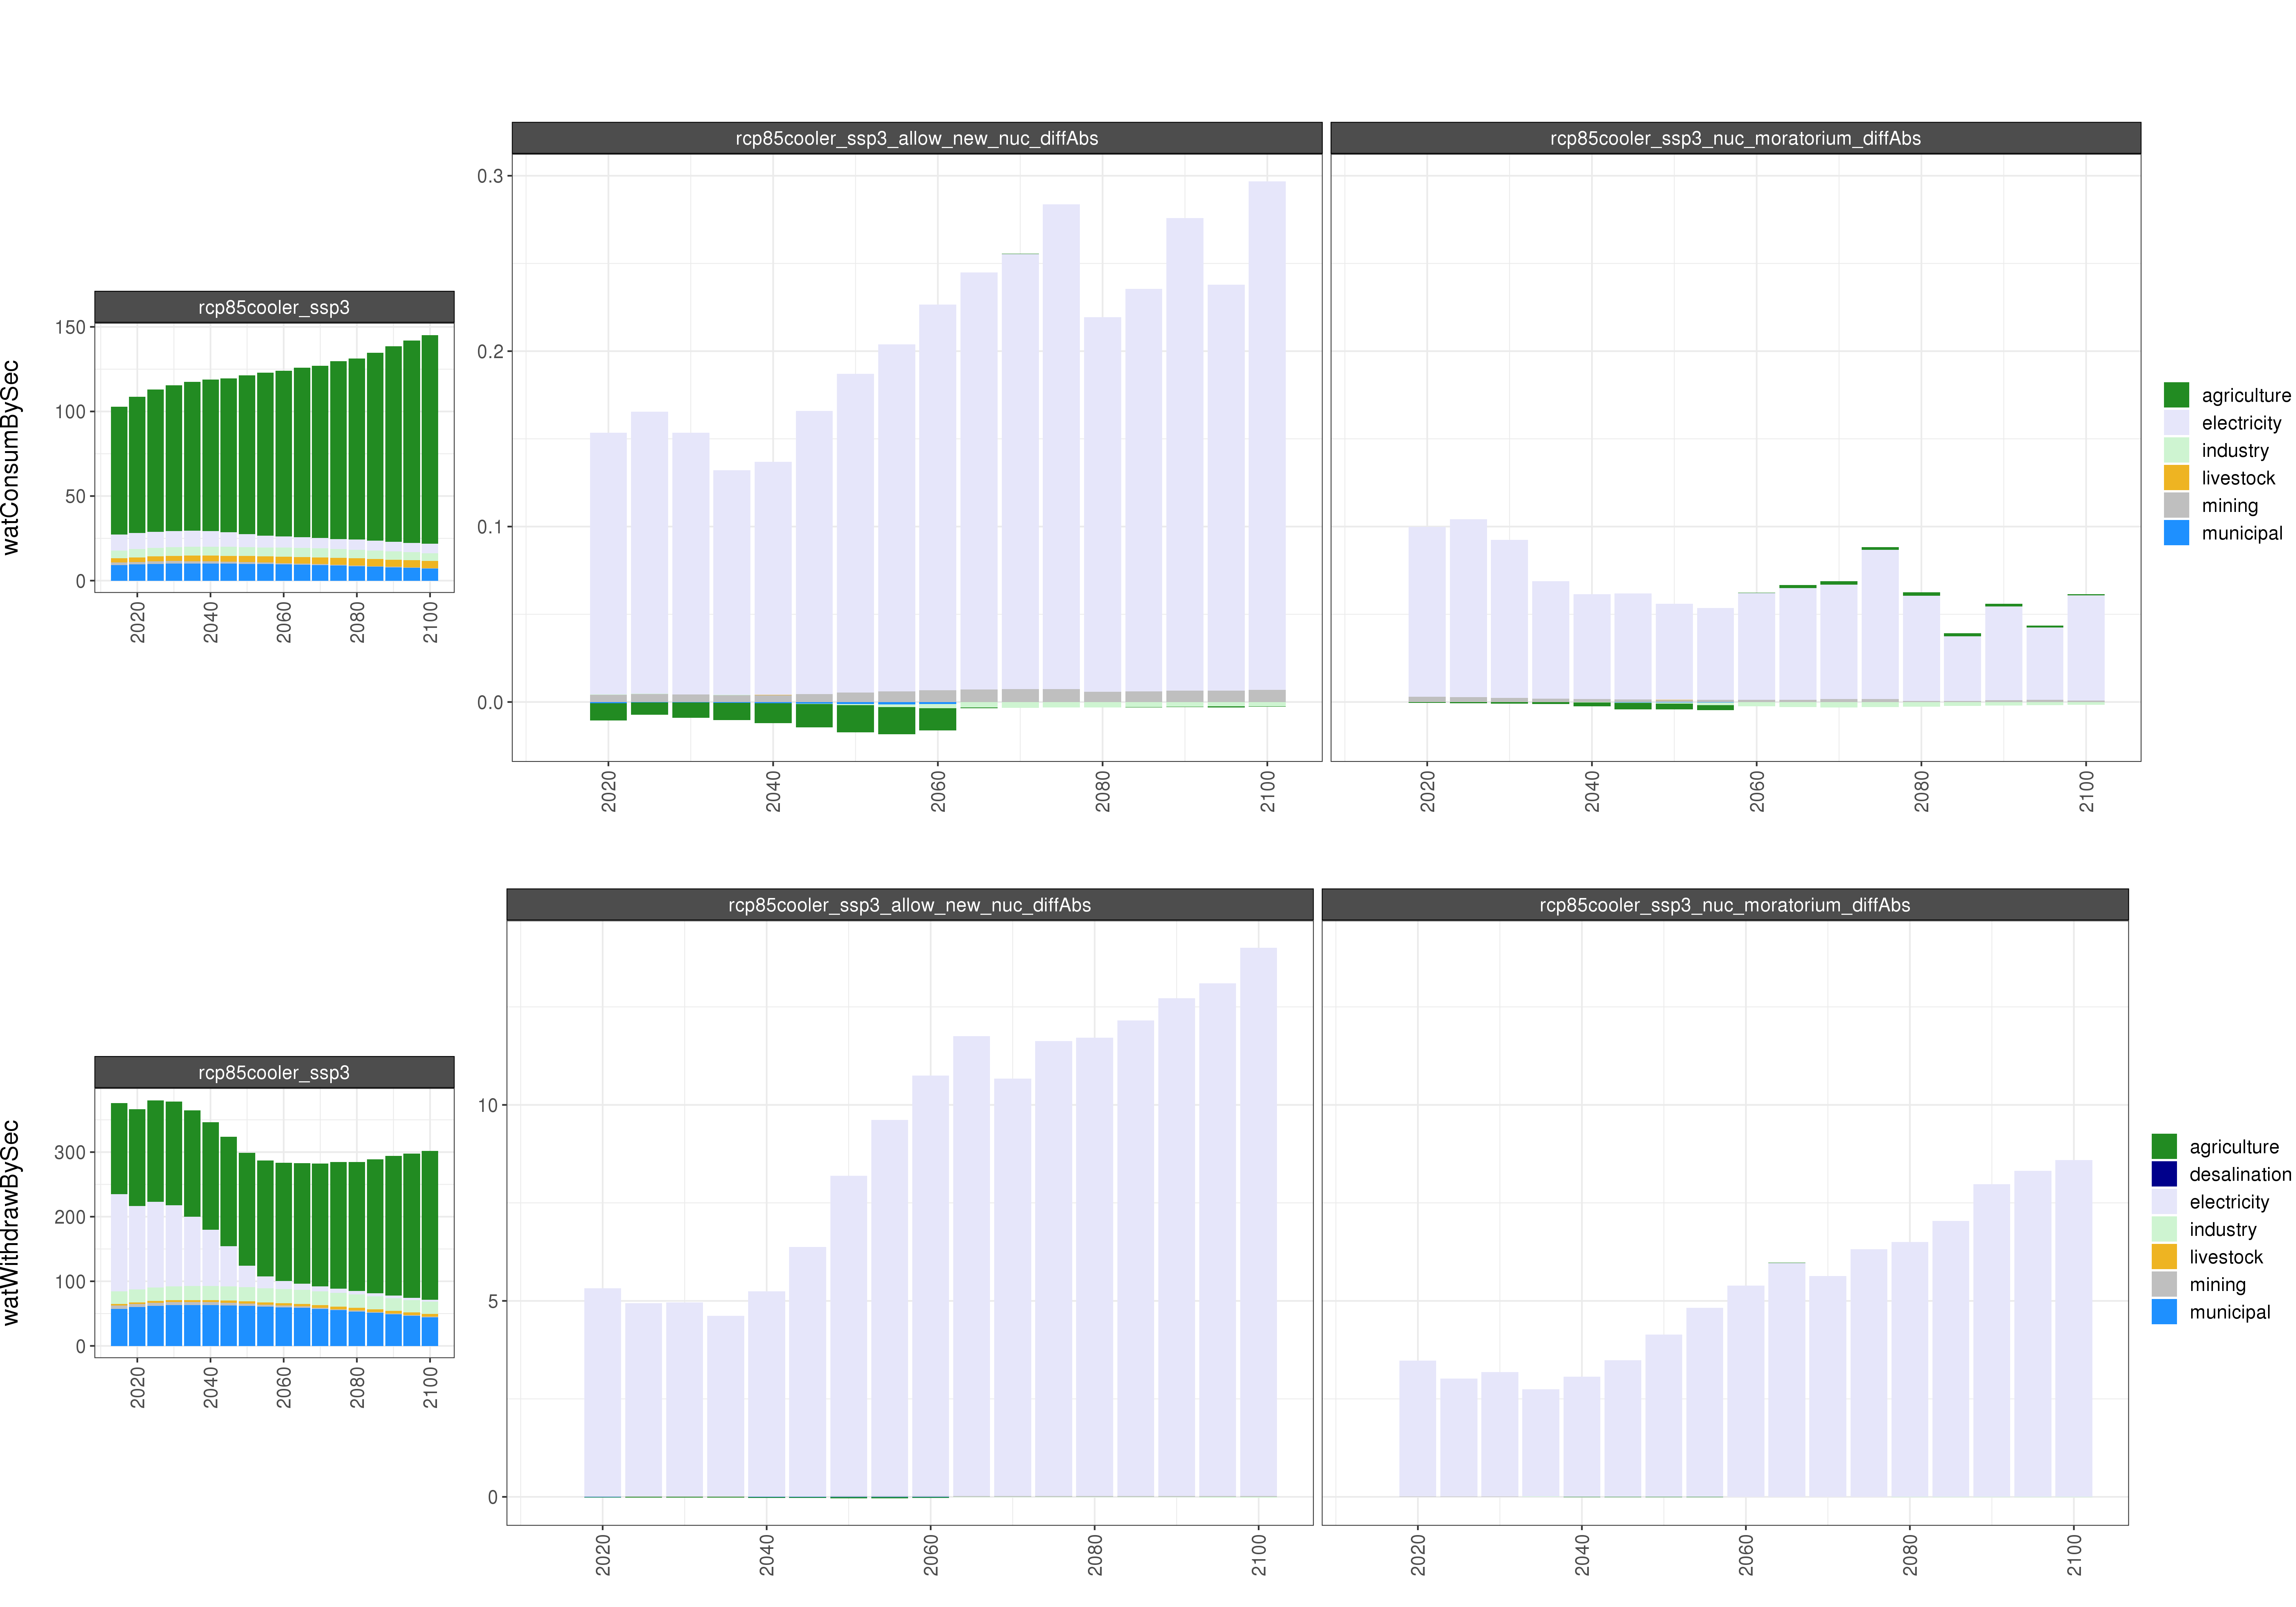 rcp85cooler_ssp3_allow_new_nuc_diffAbs
rcp85cooler_ssp3_nuc_moratorium_diffAbs
rcp85cooler_ssp3
watConsumBySec
150
100
50
0
2020
2040
2060
2080
2100
0.3
0.2
0.1
0.0
2020
2040
2060
2080
2100
2020
2040
2060
2080
2100
agriculture
electricity
industry
livestock
mining
municipal
rcp85cooler_ssp3_allow_new_nuc_diffAbs
rcp85cooler_ssp3_nuc_moratorium_diffAbs
rcp85cooler_ssp3
watWithdrawBySec
300
200
100
0
2020
2040
2060
2080
2100
10
5
0
2020
2040
2060
2080
2100
2020
2040
2060
2080
2100
agriculture
desalination
electricity
industry
livestock
mining
municipal